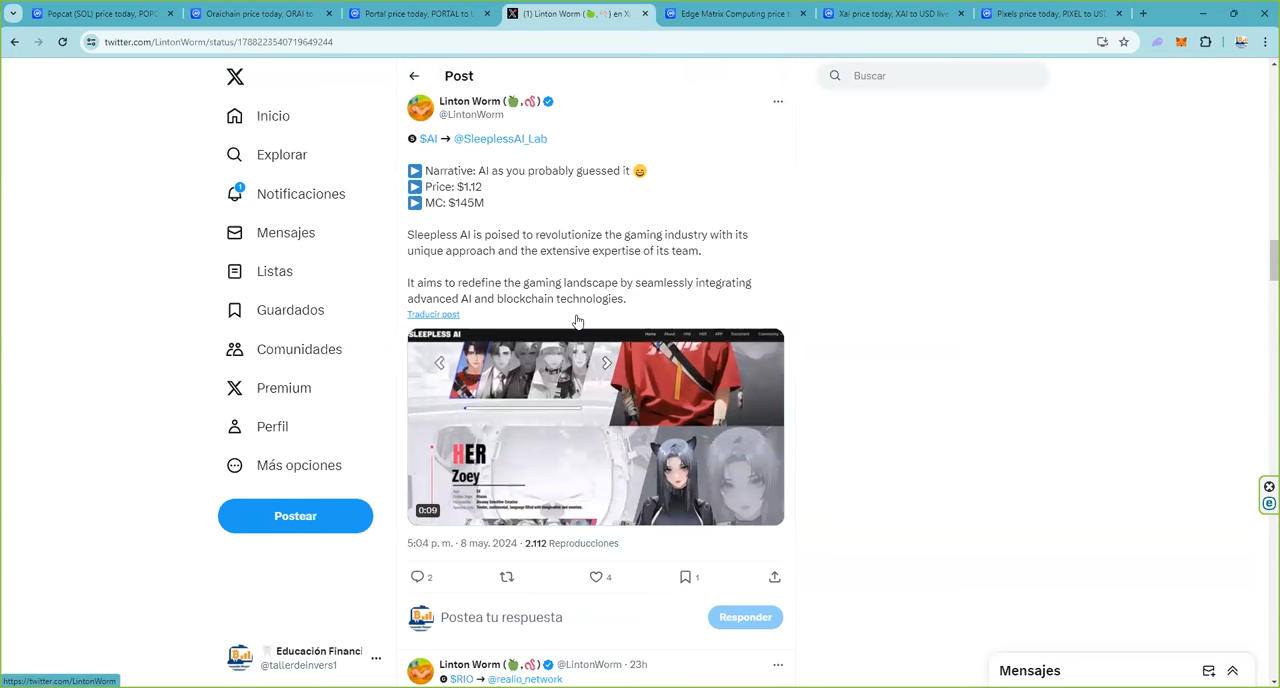 Popcat (SOL) price today, POPC
Oraichain price today, ORAI to
Portal price today, PORTAL to U
(1) Linton Worm (🍏,🪱) en X
Edge Matrix Computing price t
Xai price today, XAI to USD live
Pixels price today, PIXEL to US
twitter.com/LintonWorm/status/1788223540719649244
Post
Buscar
Inicio
Explorar
1
Notificaciones
Mensajes
Listas
Guardados
Comunidades
Premium
Perfil
Más opciones
Postear
Educación Financi
@tallerdeinvers1
Linton Worm (🍏,🪱)
@LintonWorm
❺ $AI → @SleeplessAI_Lab
▶ Narrative: AI as you probably guessed it 😄
▶ Price: $1.12
▶ MC: $145M
Sleepless AI is poised to revolutionize the gaming industry with its
unique approach and the extensive expertise of its team.
It aims to redefine the gaming landscape by seamlessly integrating
advanced AI and blockchain technologies.
Traducir post
SLEEPLESS AI
Home
About
HIM
HER
APP
Community
HER
Zoey
0:09
5:04 p. m. · 8 may. 2024 · 2.112 Reproducciones
2
4
1
Postea tu respuesta
Responder
Linton Worm (🍏,🪱) @LintonWorm · 23h
$RIO → @realio_network
Mensajes
https://twitter.com/LintonWorm